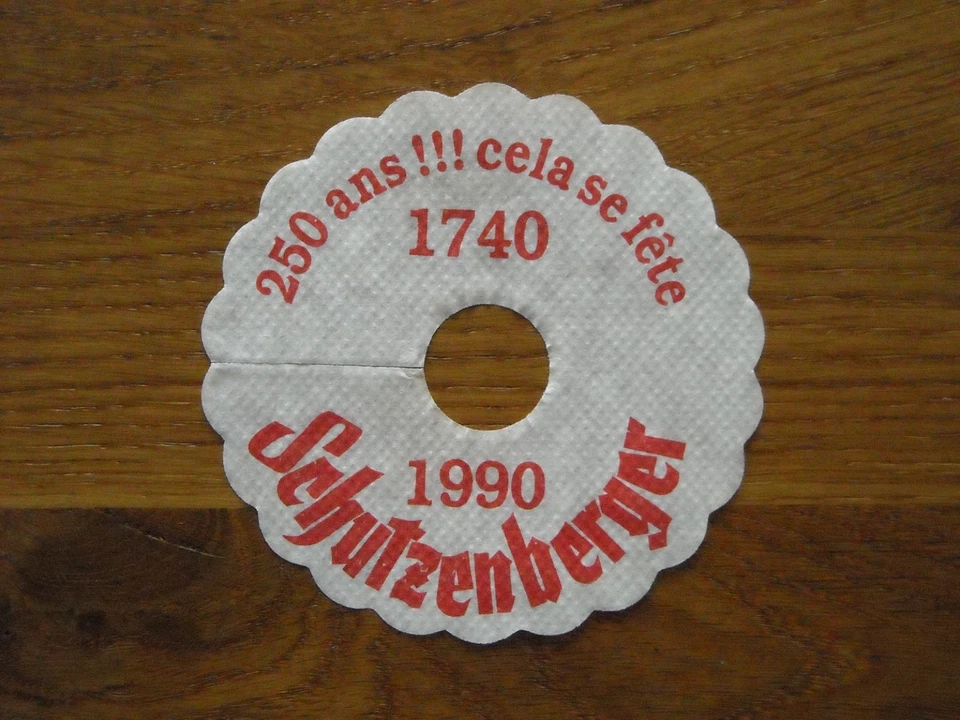 250 ans !!! cela se fête
1740
1990
Schutzenberger